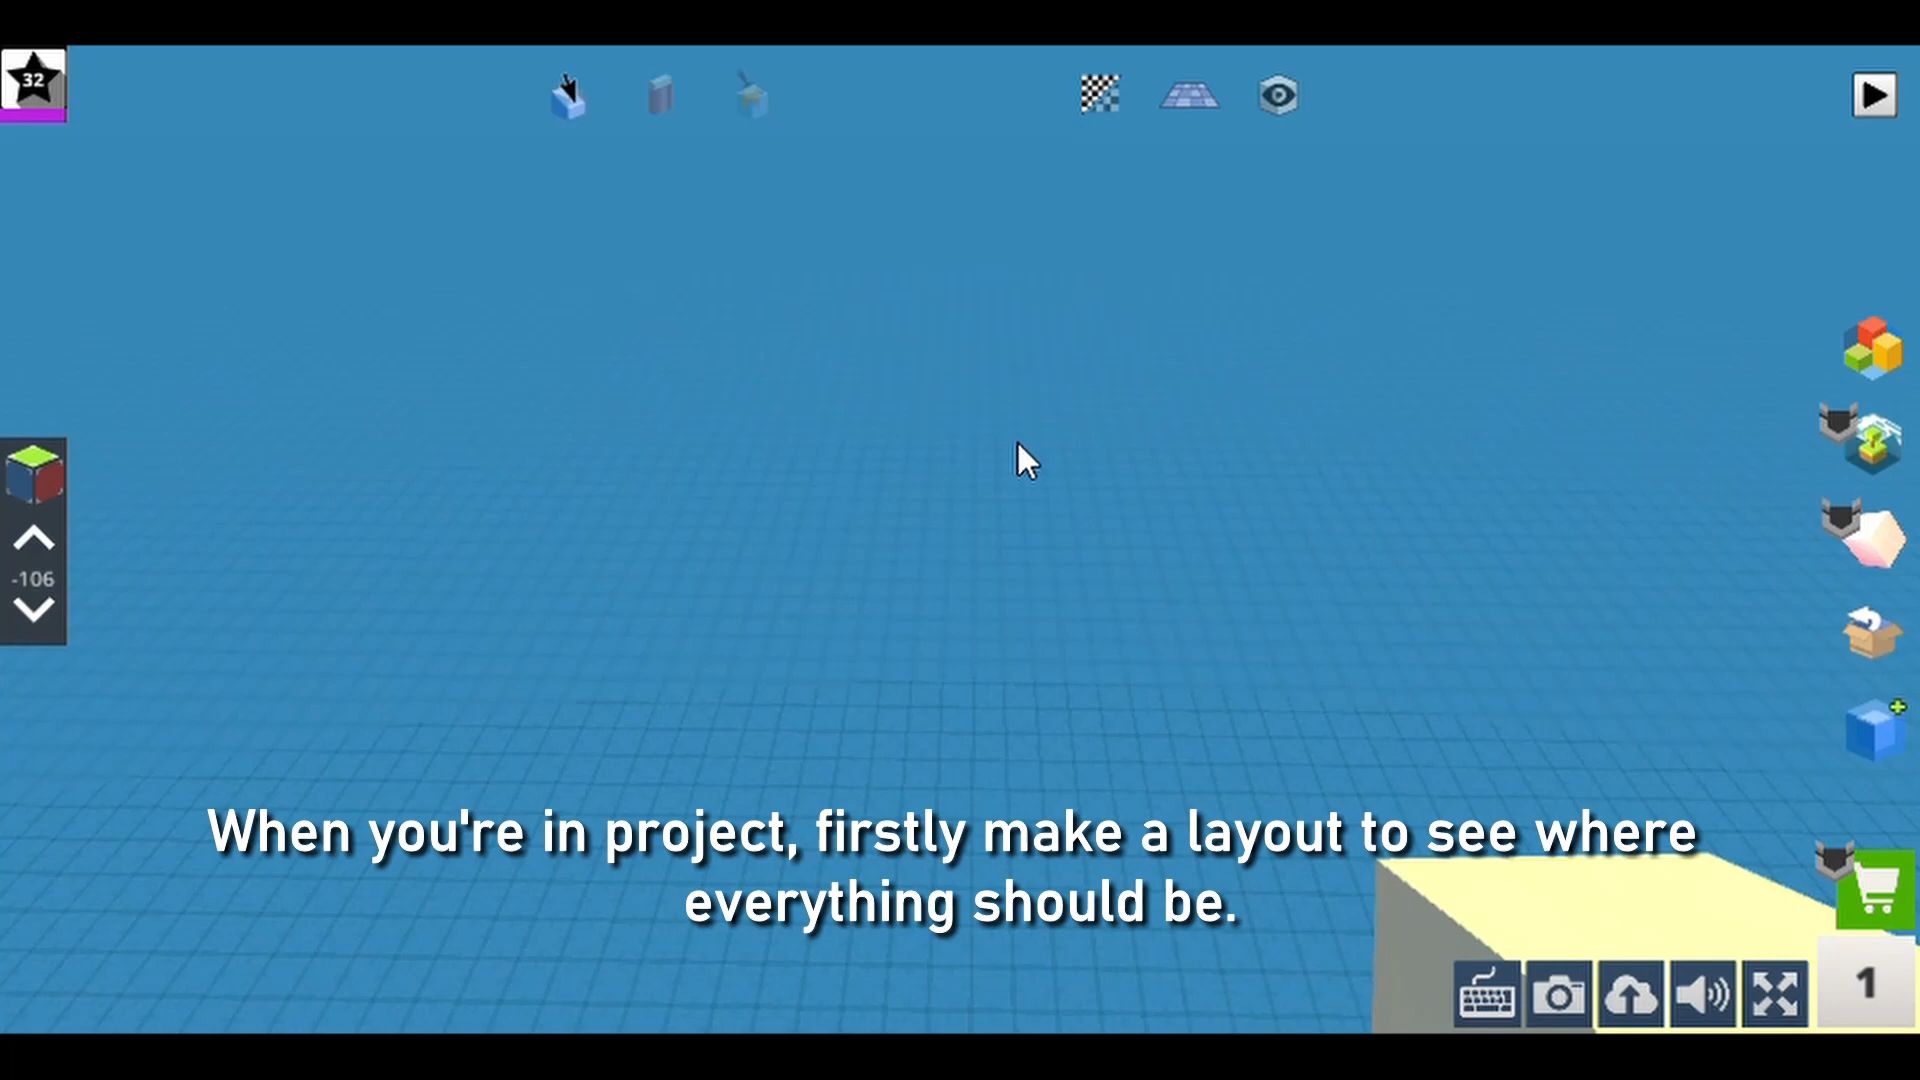 32
-106
When you're in project, firstly make a layout to see where
everything should be.
1